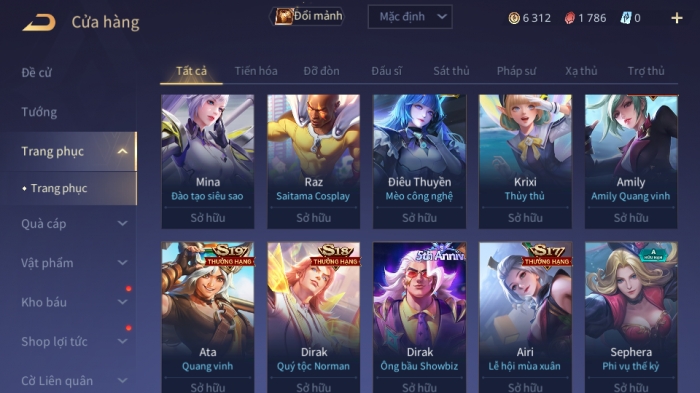 Cửa hàng
Đổi mảnh
Mặc định
6 312
1 786
0
Đề cử
Tướng
Trang phục
Trang phục
Quà cáp
Vật phẩm
Kho báu
Shop lợi tức
Cờ Liên quân
Tất cả Tiến hóa Đỡ đòn Đấu sĩ Sát thủ Pháp sư Xạ thủ Trợ thủ
Mina
Đào tạo siêu sao
Sở hữu
Raz
Saitama Cosplay
Sở hữu
Điêu Thuyền
Mèo công nghệ
Sở hữu
Krixi
Thủy thủ
Sở hữu
Amily
Amily Quang vinh
Sở hữu
S19
THƯỞNG HẠNG
Ata
Quang vinh
Sở hữu
S18
THƯỞNG HẠNG
Dirak
Quý tộc Norman
Sở hữu
5th Anniv
Dirak
Ông bầu Showbiz
Sở hữu
S17
THƯỞNG HẠNG
Airi
Lễ hội mùa xuân
Sở hữu
A
HỮU HẠN
Sephera
Phi vụ thế kỷ
Sở hữu